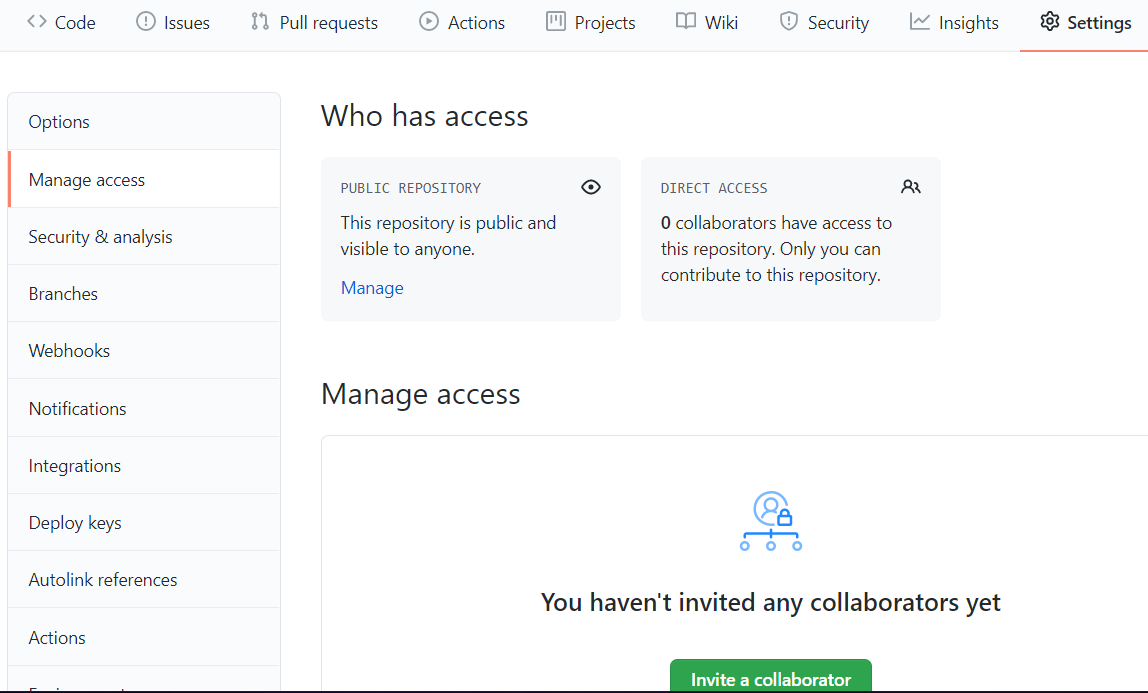 Code Issues Pull requests Actions Projects Wiki Security Insights Settings
Options
Manage access
Security & analysis
Branches
Webhooks
Notifications
Integrations
Deploy keys
Autolink references
Actions
Who has access
PUBLIC REPOSITORY
This repository is public and
visible to anyone.
Manage
DIRECT ACCESS
0 collaborators have access to
this repository. Only you can
contribute to this repository.
Manage access
You haven't invited any collaborators yet
Invite a collaborator